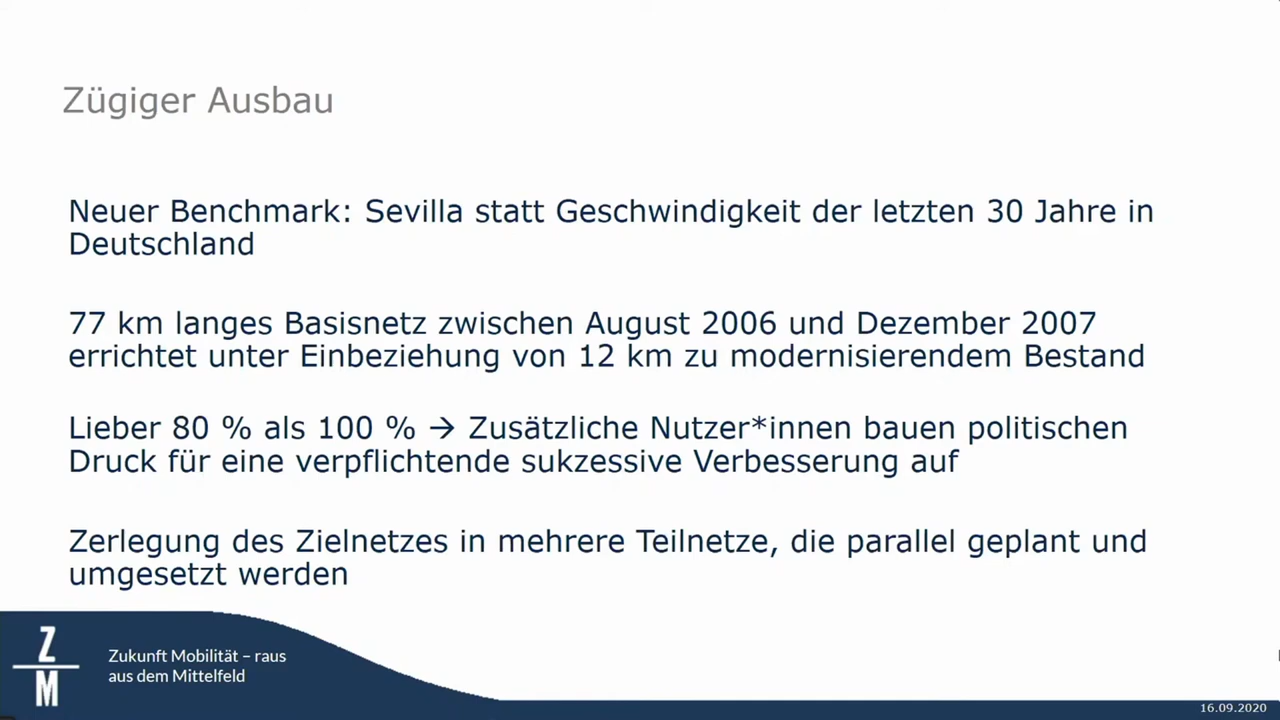 Zügiger Ausbau
Neuer Benchmark: Sevilla statt Geschwindigkeit der letzten 30 Jahre in
Deutschland
77 km langes Basisnetz zwischen August 2006 und Dezember 2007
errichtet unter Einbeziehung von 12 km zu modernisierendem Bestand
Lieber 80 % als 100 % → Zusätzliche Nutzer*innen bauen politischen
Druck für eine verpflichtende sukzessive Verbesserung auf
Zerlegung des Zielnetzes in mehrere Teilnetze, die parallel geplant und
umgesetzt werden
Z
M
Zukunft Mobilität – raus
aus dem Mittelfeld
16.09.2020